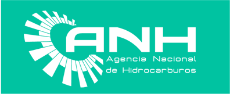 ANH
Agencia Nacional
de Hidrocarburos